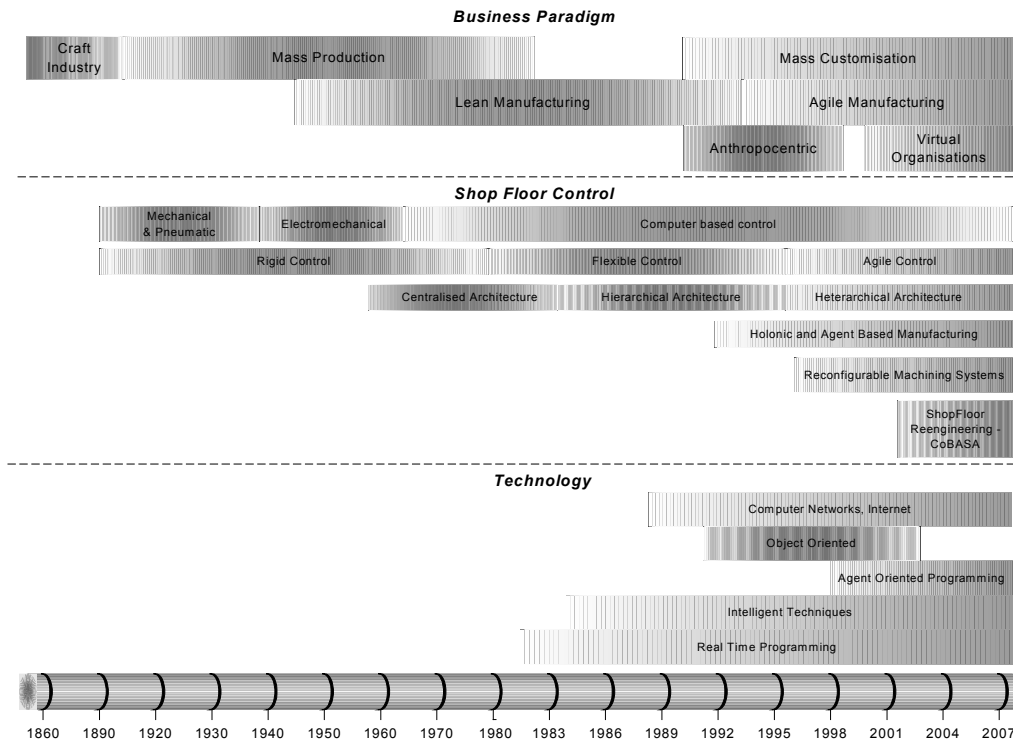 Business Paradigm
Craft
Industry
Mass Production
Mass Customisation
Lean Manufacturing
Agile Manufacturing
Anthropocentric
Virtual
Organisations
Shop Floor Control
Mechanical
& Pneumatic
Electromechanical
Computer based control
Rigid Control
Flexible Control
Agile Control
Centralised Architecture
Hierarchical Architecture
Heterarchical Architecture
Holonic and Agent Based Manufacturing
Reconfigurable Machining Systems
ShopFloor
Reengineering -
CoBASA
Technology
Computer Networks, Internet
Object Oriented
Agent Oriented Programming
Intelligent Techniques
Real Time Programming
1860 1890 1920 1930 1940 1950 1960 1970 1980 1983 1986 1989 1992 1995 1998 2001 2004 2007